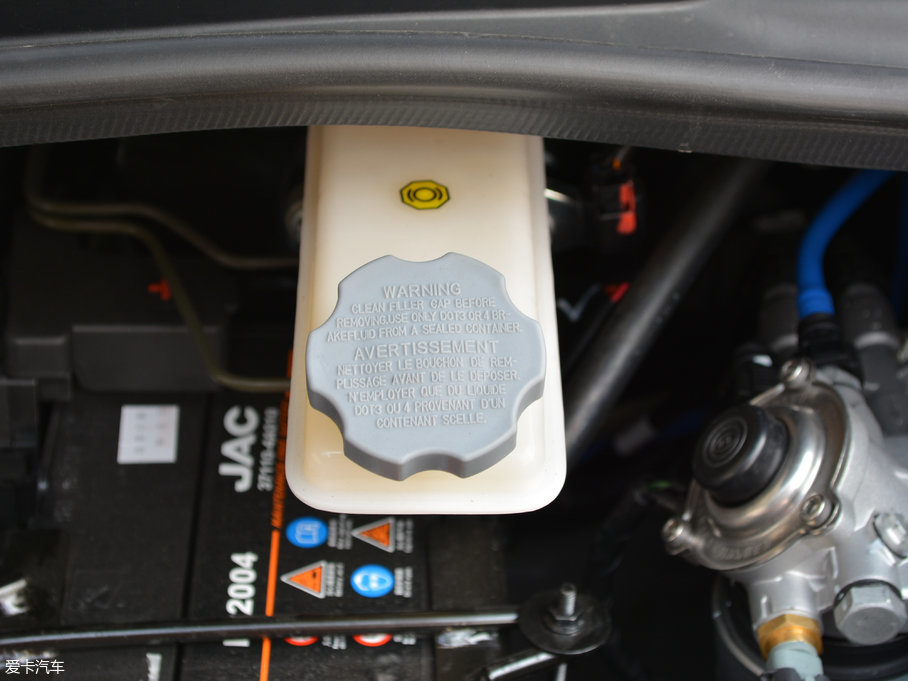 WARNING
CLEAN FILLER CAP BEFORE
REMOVING.USE ONLY DOT3 OR 4 BR-
AKEFLUID FROM A SEALED CONTAINER.
AVERTISSEMENT
NETTOYER LE BOUCHON DE REM-
PLISSAGE AVANT DE LE DEPOSER.
N'EMPLOYER QUE DU LIQUIDE
DOT3 OU 4 PROVENANT D'UN
CONTENANT SCELLE.
JAC
2004
爱卡汽车